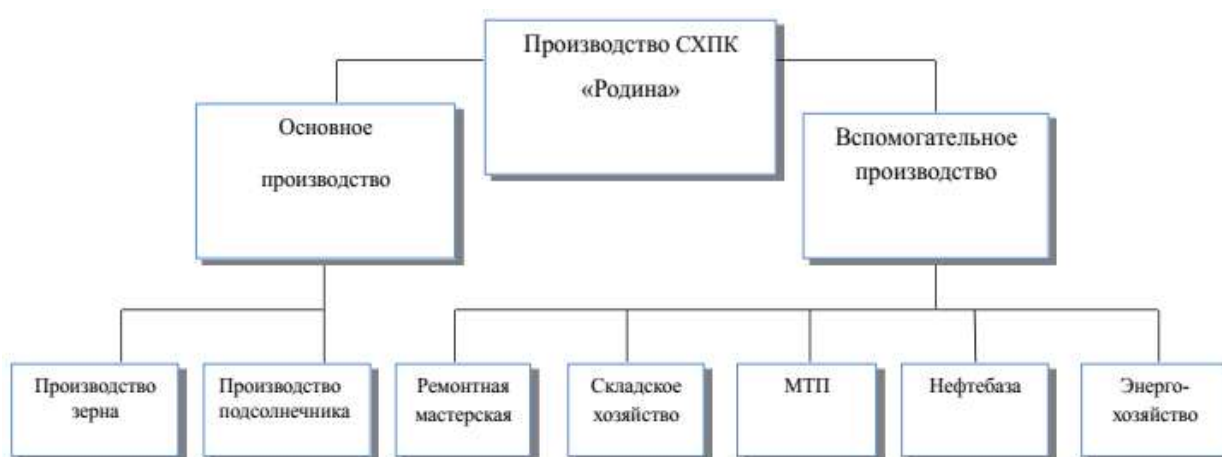 Производство СХПК
«Родина»
Основное
производство
Вспомогательное
производство
Производство
зерна
Производство
подсолнечника
Ремонтная
мастерская
Складское
хозяйство
МТП
Нефтебаза
Энерго-
хозяйство